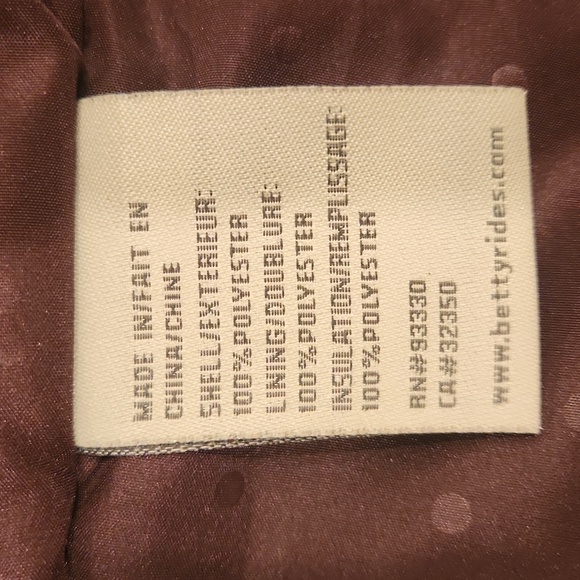 MADE IN/FAIT EN
CHINA/CHINE
SHELL/EXTERIEUR:
100%POLYESTER
LINING/DOUBLURE:
100%POLYESTER
INSULATION/REMPLISSAGE:
100%POLYESTER
RN#93330
CA#32350
www.bettyrides.com